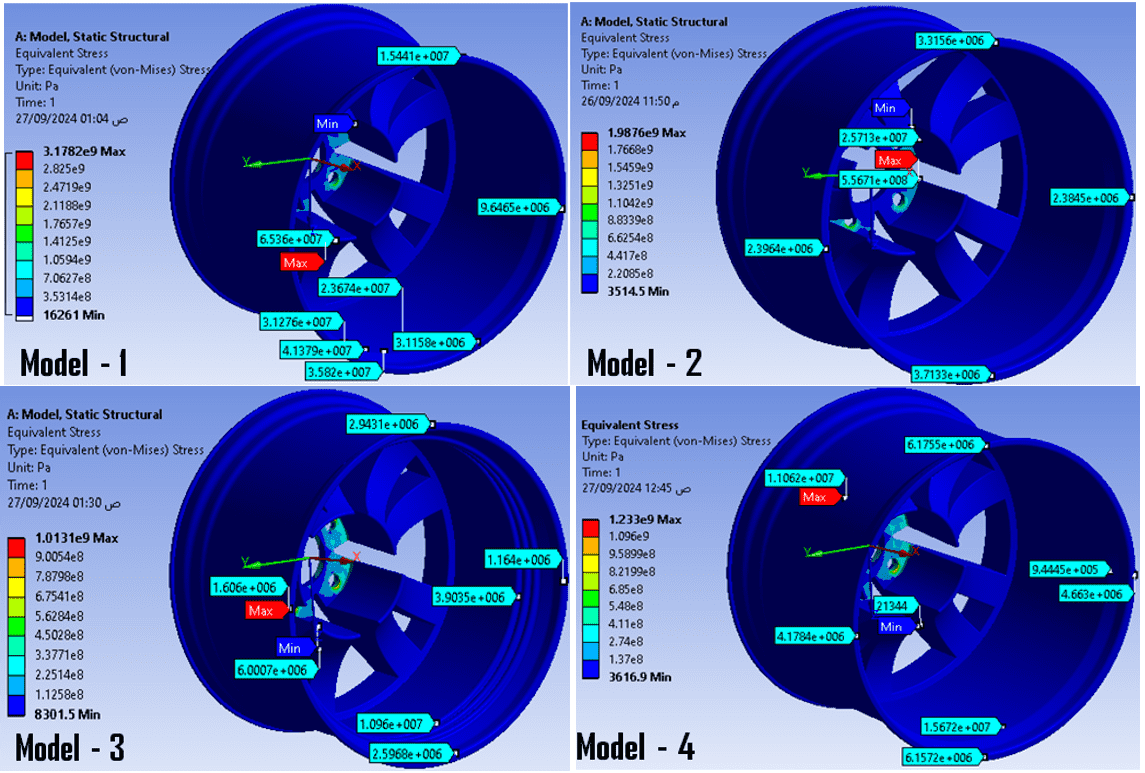 A: Model, Static Structural
Equivalent Stress
Type: Equivalent (von-Mises) Stress
Unit: Pa
Time: 1
27/09/2024 01:04 ص
3.1782e9 Max
2.825e9
2.4719e9
2.1188e9
1.7657e9
1.4125e9
1.0594e9
7.0627e8
3.5314e8
16261 Min
1.5441e+007
Min
Y
X
9.6465e+006
6.536e+007
Max
2.3674e+007
3.1276e+007
3.1158e+006
4.1379e+007
3.582e+007
Model - 1
A: Model, Static Structural
Equivalent Stress
Type: Equivalent (von-Mises) Stress
Unit: Pa
Time: 1
26/09/2024 11:50 م
1.9876e9 Max
1.7668e9
1.5459e9
1.3251e9
1.1042e9
8.8339e8
6.6254e8
4.417e8
2.2085e8
3514.5 Min
3.3156e+006
Min
2.5713e+007
Max
Y
5.5671e+008
2.3845e+006
2.3964e+006
3.7133e+006
Model - 2
A: Model, Static Structural
Equivalent Stress
Type: Equivalent (von-Mises) Stress
Unit: Pa
Time: 1
27/09/2024 01:30 ص
1.0131e9 Max
9.0054e8
7.8798e8
6.7541e8
5.6284e8
4.5028e8
3.3771e8
2.2514e8
1.1258e8
8301.5 Min
2.9431e+006
Y
X
1.164e+006
1.606e+006
3.9035e+006
Max
Min
6.0007e+006
1.096e+007
2.5968e+006
Model - 3
Equivalent Stress
Type: Equivalent (von-Mises) Stress
Unit: Pa
Time: 1
27/09/2024 12:45 ص
1.233e9 Max
1.096e9
9.5899e8
8.2199e8
6.85e8
5.48e8
4.11e8
2.74e8
1.37e8
3616.9 Min
6.1755e+006
1.1062e+007
Max
Y
X
9.4445e+005
4.663e+006
21344
Min
4.1784e+006
1.5672e+007
6.1572e+006
Model - 4